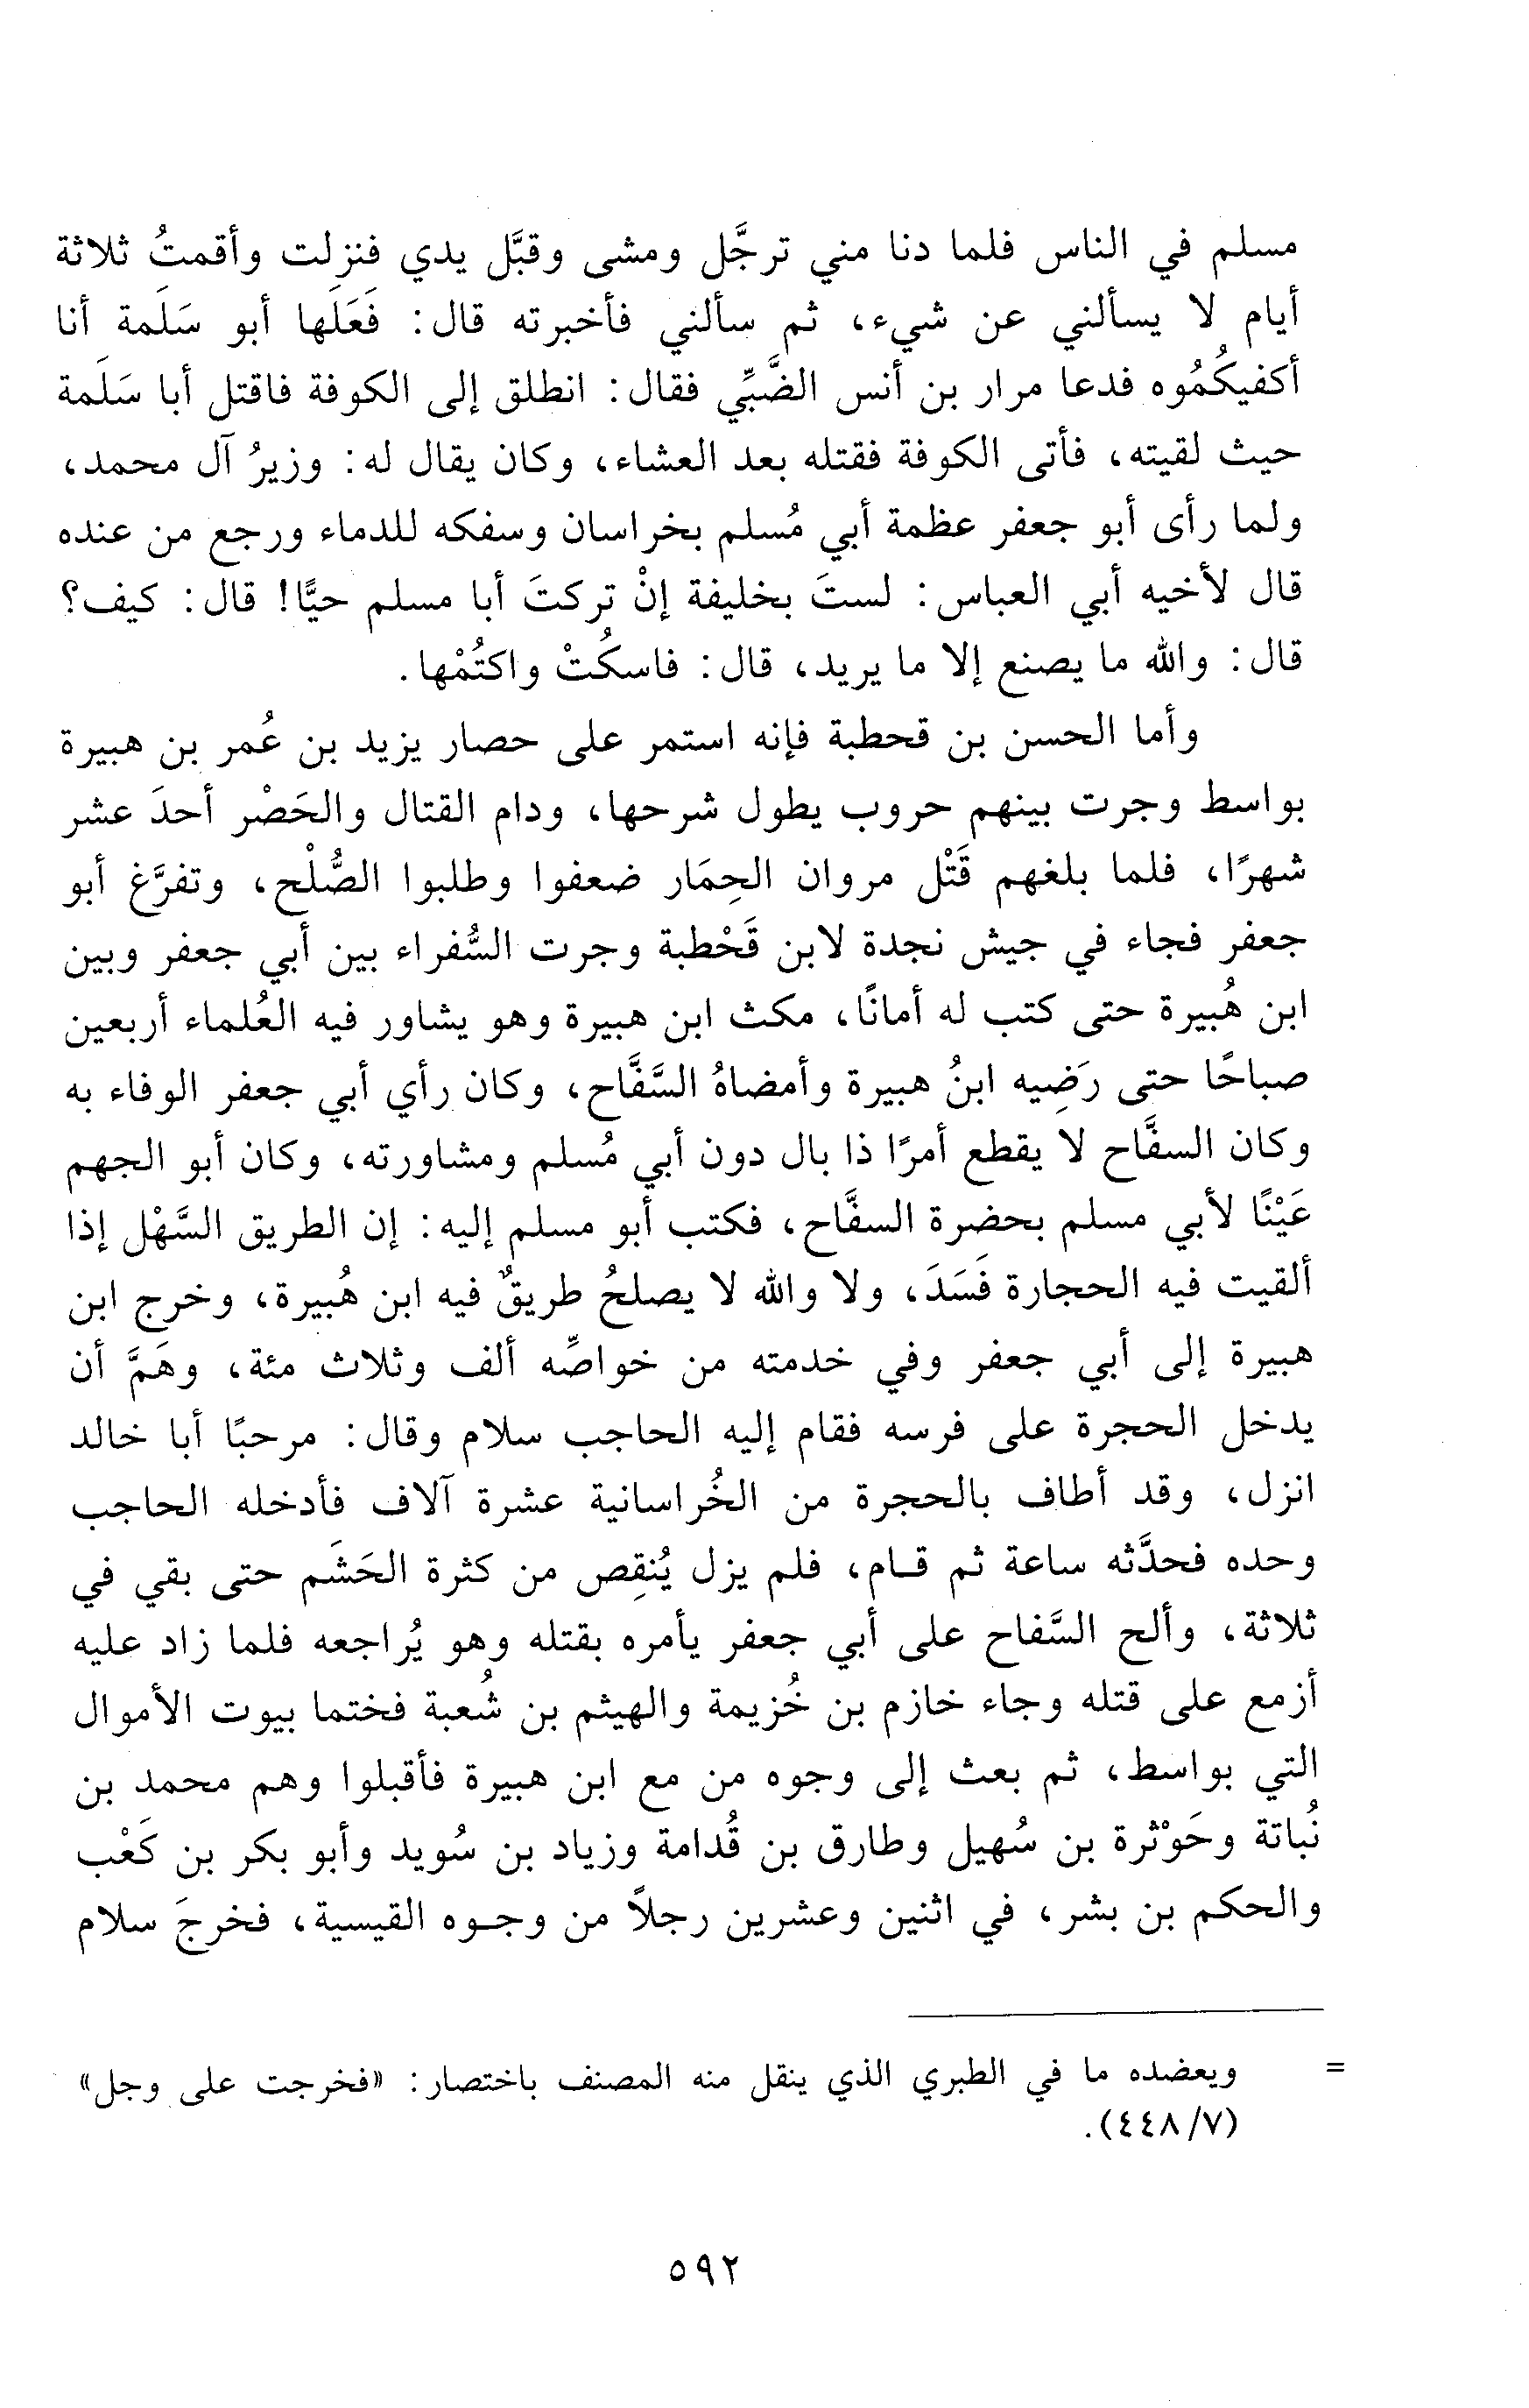 مسلم في الناس فلما دنا مني ترجَّل ومشى وقبَّل يدي فنزلت وأقمتُ ثلاثة
أيام لا يسألني عن شيء، ثم سألني فأخبرته قال: فَعَلَها أبو سَلَمة أنا
أكفيكُمُوه فدعا مرار بن أنس الضَّبِّي فقال: انطلق إلى الكوفة فاقتل أبا سَلَمة
حيث لقيته، فأتى الكوفة فقتله بعد العشاء، وكان يقال له: وزيرُ آل محمد،
ولما رأى أبو جعفر عظمة أبي مُسلم بخراسان وسفكه للدماء ورجع من عنده
قال لأخيه أبي العباس: لستَ بخليفة إنْ تركتَ أبا مسلم حيًّا! قال: كيف؟
قال: والله ما يصنع إلا ما يريد، قال: فاسكُتْ واكتُمْها.
وأما الحسن بن قحطبة فإنه استمر على حصار يزيد بن عُمر بن هبيرة
بواسط وجرت بينهم حروب يطول شرحها، ودام القتال والحَصْر أحدَ عشر
شهرًا، فلما بلغهم قَتْل مروان الحِمَار ضعفوا وطلبوا الصُّلْح، وتفرَّغ أبو
جعفر فجاء في جيش نجدة لابن قَحْطبة وجرت السُّفراء بين أبي جعفر وبين
ابن هُبيرة حتى كتب له أمانًا، مكث ابن هبيرة وهو يشاور فيه العُلماء أربعين
صباحًا حتى رَضِيه ابنُ هبيرة وأمضاهُ السَّفَّاح، وكان رأي أبي جعفر الوفاء به
وكان السفَّاح لا يقطع أمرًا ذا بال دون أبي مُسلم ومشاورته، وكان أبو الجهم
عَيْنًا لأبي مسلم بحضرة السفَّاح، فكتب أبو مسلم إليه: إن الطريق السَّهْل إذا
ألقيت فيه الحجارة فَسَدَ، ولا والله لا يصلحُ طريقٌ فيه ابن هُبيرة، وخرج ابن
هبيرة إلى أبي جعفر وفي خدمته من خواصِّه ألف وثلاث مئة، وهَمَّ أن
يدخل الحجرة على فرسه فقام إليه الحاجب سلام وقال: مرحبًا أبا خالد
انزل، وقد أطاف بالحجرة من الخُراسانية عشرة آلاف فأدخله الحاجب
وحده فحدَّثه ساعة ثم قـام، فلم يزل يُنقِص من كثرة الحَشَم حتى بقي في
ثلاثة، وألح السَّفاح على أبي جعفر يأمره بقتله وهو يُراجعه فلما زاد عليه
أزمع على قتله وجاء خازم بن خُزيمة والهيثم بن شُعبة فختما بيوت الأموال
التي بواسط، ثم بعث إلى وجوه من مع ابن هبيرة فأقبلوا وهم محمد بن
نُباتة وحَوْثرة بن سُهيل وطارق بن قُدامة وزياد بن سُويد وأبو بكر بن كَعْب
والحكم بن بشر، في اثنين وعشرين رجلاً من وجـوه القيسية، فخرجَ سلام
= ويعضده ما في الطبري الذي ينقل منه المصنف باختصار: «فخرجت على وجل»
(٧/ ٤٤٨).
٥٩٢